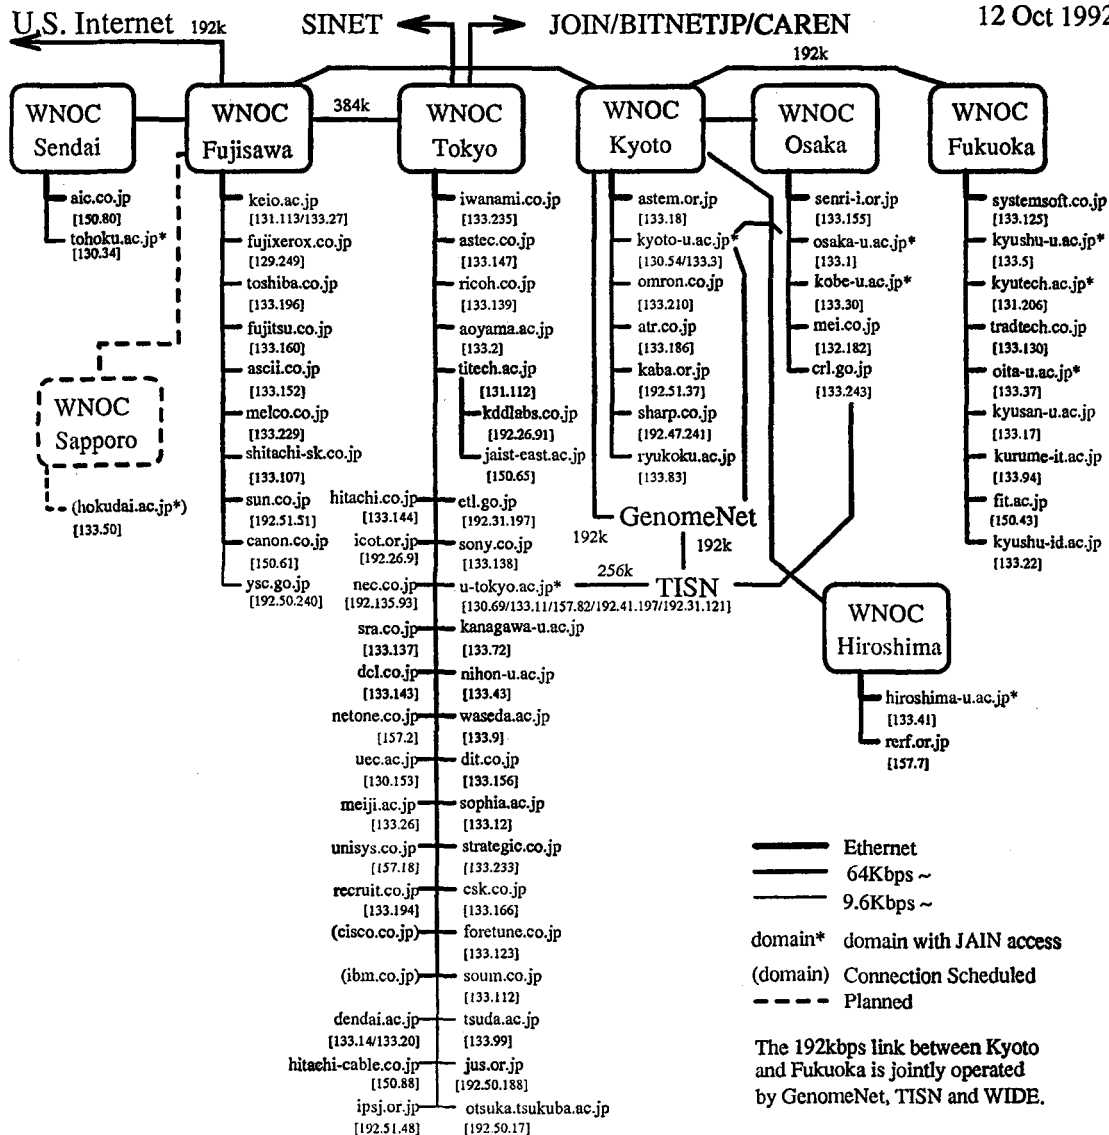 U.S. Internet 192k
SINET
JOIN/BITNETJP/CAREN
12 Oct 1992
192k
WNOC
Sendai
aic.co.jp
[150.80]
tohoku.ac.jp*
[130.34]
WNOC
Sapporo
(hokudai.ac.jp*)
[133.50]
WNOC
Fujisawa
384k
keio.ac.jp
[131.113/133.27]
fujixerox.co.jp
[129.249]
toshiba.co.jp
[133.196]
fujitsu.co.jp
[133.160]
ascii.co.jp
[133.152]
melco.co.jp
[133.229]
shitachi-sk.co.jp
[133.107]
sun.co.jp
[192.51.51]
canon.co.jp
[150.61]
ysc.go.jp
[192.50.240]
WNOC
Tokyo
iwanami.co.jp
[133.235]
astec.co.jp
[133.147]
ricoh.co.jp
[133.139]
aoyama.ac.jp
[133.2]
titech.ac.jp
[131.112]
kddlabs.co.jp
[192.26.91]
jaist-east.ac.jp
[150.65]
hitachi.co.jp etl.go.jp
[133.144] [192.31.197]
icot.or.jp sony.co.jp
[192.26.9] [133.138]
nec.co.jp u-tokyo.ac.jp*
[192.135.93] [130.69/133.11/157.82/192.41.197/192.31.121]
sra.co.jp kanagawa-u.ac.jp
[133.137] [133.72]
dcl.co.jp nihon-u.ac.jp
[133.143] [133.43]
netone.co.jp waseda.ac.jp
[157.2] [133.9]
uec.ac.jp dit.co.jp
[130.153] [133.156]
meiji.ac.jp sophia.ac.jp
[133.26] [133.12]
unisys.co.jp strategic.co.jp
[157.18] [133.233]
recruit.co.jp csk.co.jp
[133.194] [133.166]
(cisco.co.jp) foretune.co.jp
[133.123]
(ibm.co.jp) soum.co.jp
[133.112]
dendai.ac.jp tsuda.ac.jp
[133.14/133.20] [133.99]
hitachi-cable.co.jp jus.or.jp
[150.88] [192.50.188]
ipsj.or.jp otsuka.tsukuba.ac.jp
[192.51.48] [192.50.17]
WNOC
Kyoto
astem.or.jp
[133.18]
kyoto-u.ac.jp*
[130.54/133.3]
omron.co.jp
[133.210]
atr.co.jp
[133.186]
kaba.or.jp
[192.51.37]
sharp.co.jp
[192.47.241]
ryukoku.ac.jp
[133.83]
GenomeNet
192k
192k
256k
TISN
WNOC
Osaka
senri-i.or.jp
[133.155]
osaka-u.ac.jp*
[133.1]
kobe-u.ac.jp*
[133.30]
mei.co.jp
[132.182]
crl.go.jp
[133.243]
WNOC
Fukuoka
systemsoft.co.jp
[133.125]
kyushu-u.ac.jp*
[133.5]
kyutech.ac.jp*
[131.206]
tradtech.co.jp
[133.130]
oita-u.ac.jp*
[133.37]
kyusan-u.ac.jp
[133.17]
kurume-it.ac.jp
[133.94]
fit.ac.jp
[150.43]
kyushu-id.ac.jp
[133.22]
WNOC
Hiroshima
hiroshima-u.ac.jp*
[133.41]
rerf.or.jp
[157.7]
Ethernet
64Kbps ~
9.6Kbps ~
domain* domain with JAIN access
(domain) Connection Scheduled
Planned
The 192kbps link between Kyoto
and Fukuoka is jointly operated
by GenomeNet, TISN and WIDE.